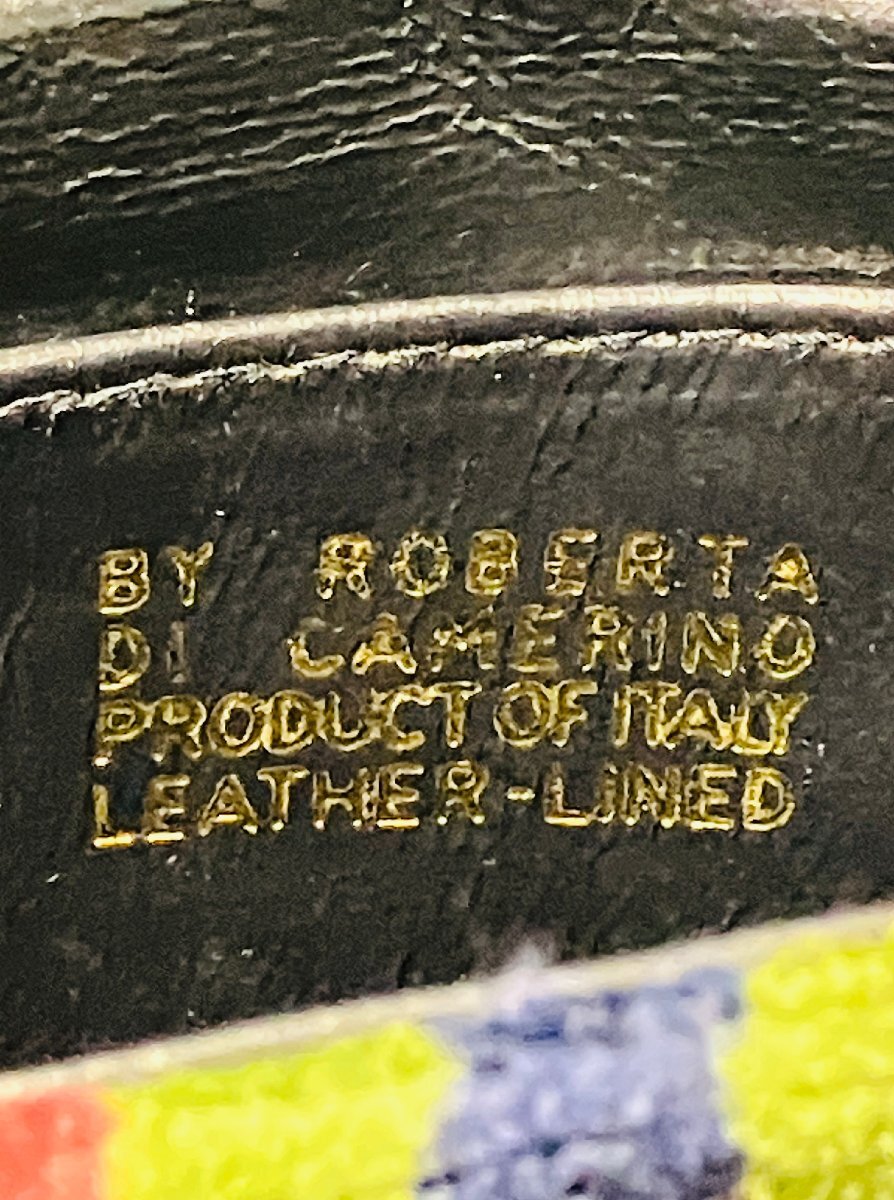 BY ROBERTA
DI CAMERINO
PRODUCT OF ITALY
LEATHER-LINED